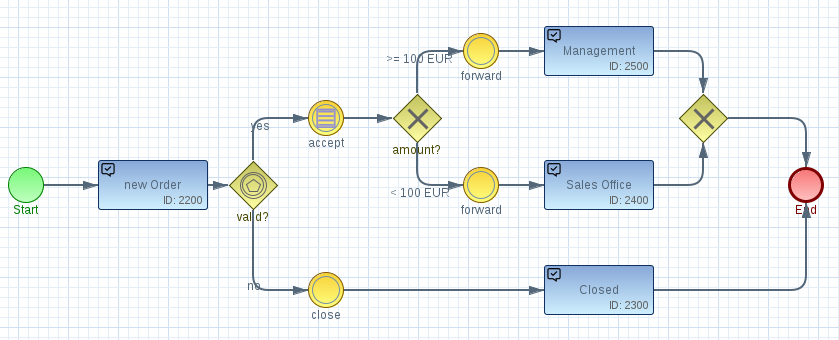 >= 100 EUR
forward
Management
ID: 2500
yes
accept
amount?
Start
new Order
ID: 2200
valid?
< 100 EUR
forward
Sales Office
ID: 2400
End
no
close
Closed
ID: 2300